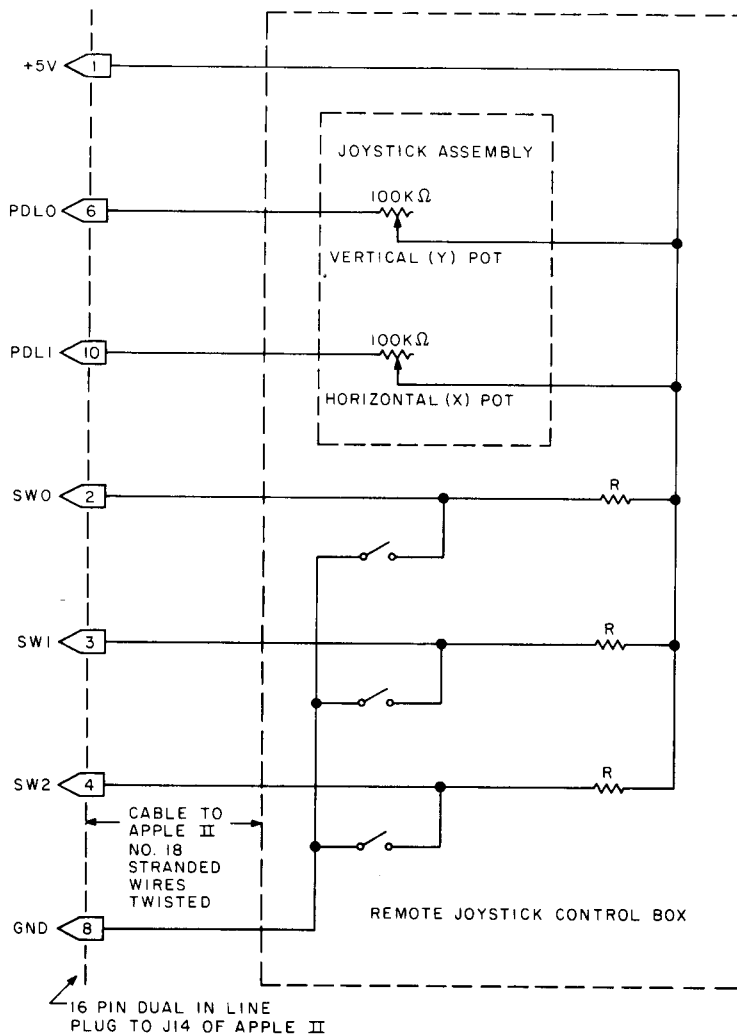 +5V
1
JOYSTICK ASSEMBLY
100KΩ
PDL0
6
VERTICAL (Y) POT
100KΩ
PDL1
10
HORIZONTAL (X) POT
SW0
2
R
SW1
3
R
SW2
4
R
CABLE TO
APPLE II
NO. 18
STRANDED
WIRES
TWISTED
GND
8
REMOTE JOYSTICK CONTROL BOX
16 PIN DUAL IN LINE
PLUG TO J14 OF APPLE II